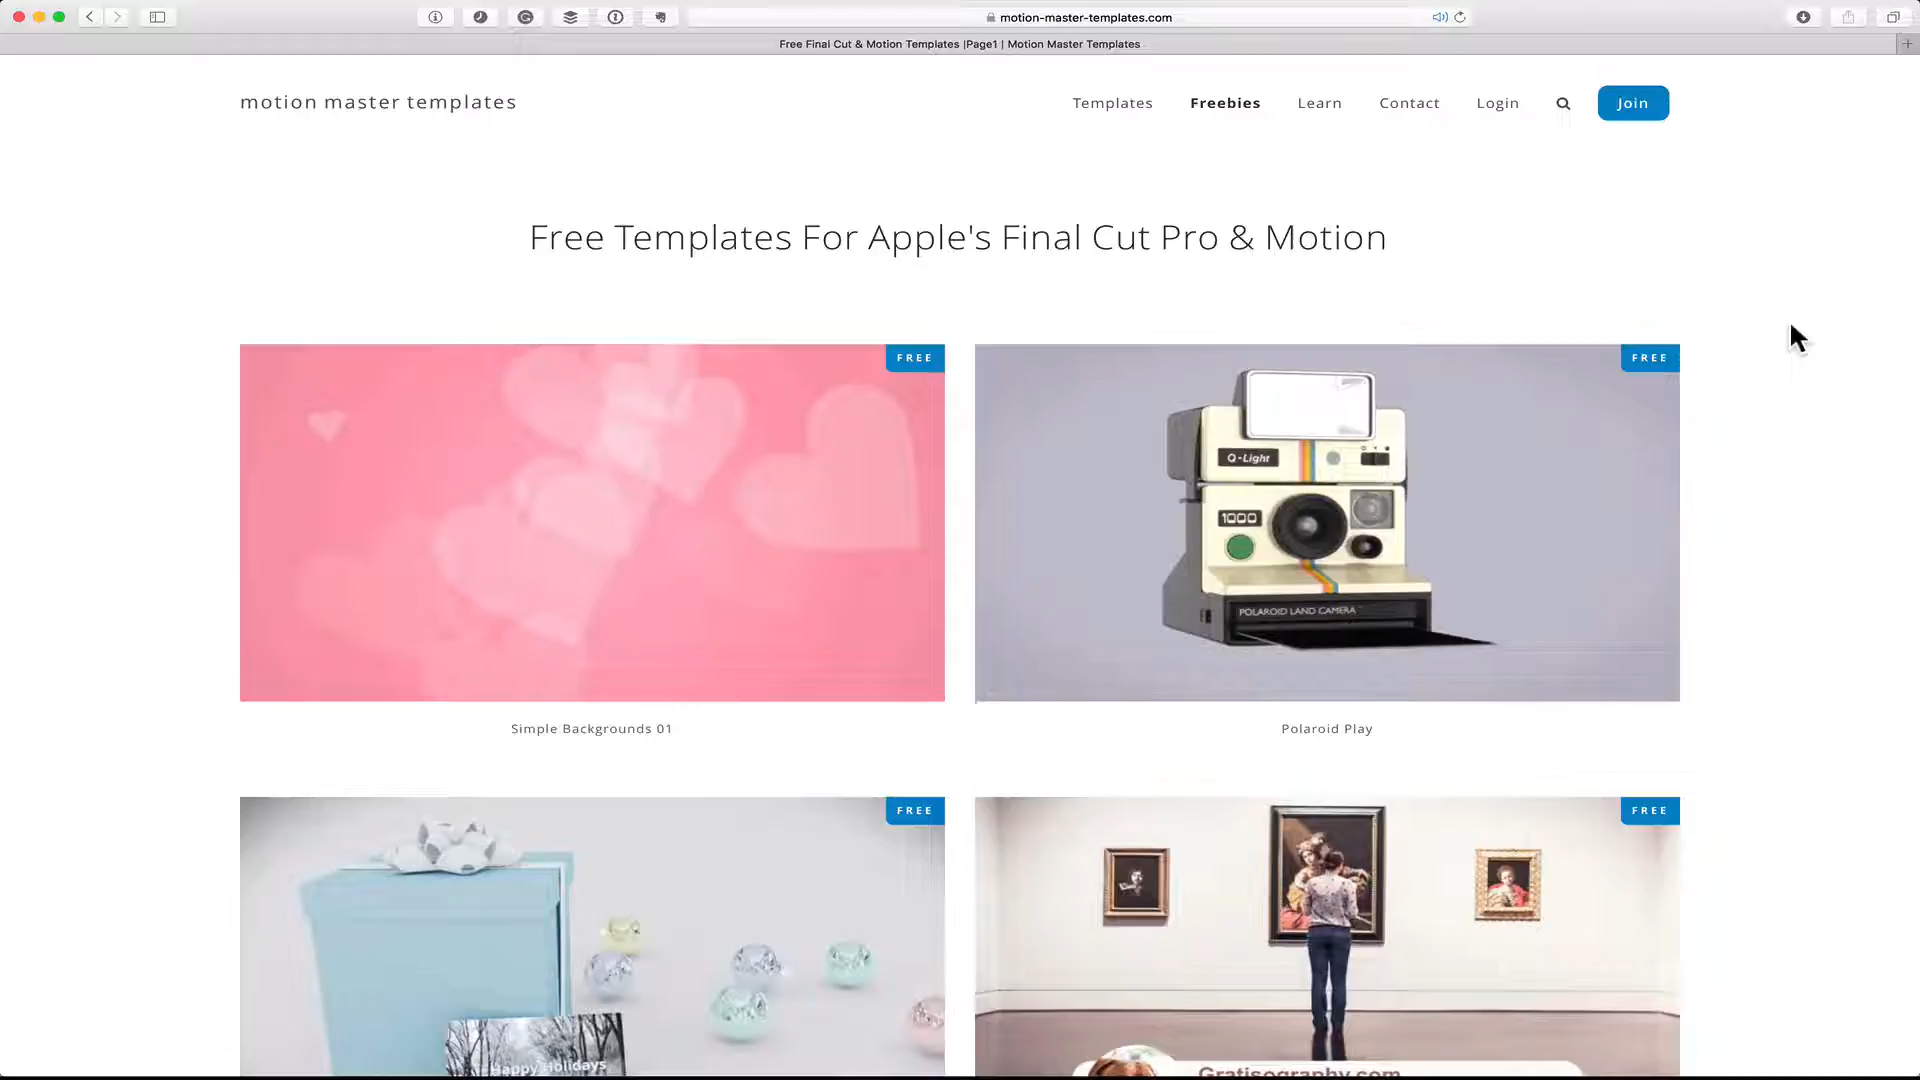 motion-master-templates.com
Free Final Cut & Motion Templates |Page1 | Motion Master Templates
motion master templates
Templates
Freebies
Learn
Contact
Login
Join
Free Templates For Apple's Final Cut Pro & Motion
FREE
FREE
Q-Light
1000
POLAROID LAND CAMERA
Simple Backgrounds 01
Polaroid Play
FREE
FREE
Happy Holidays
Gratisography.com